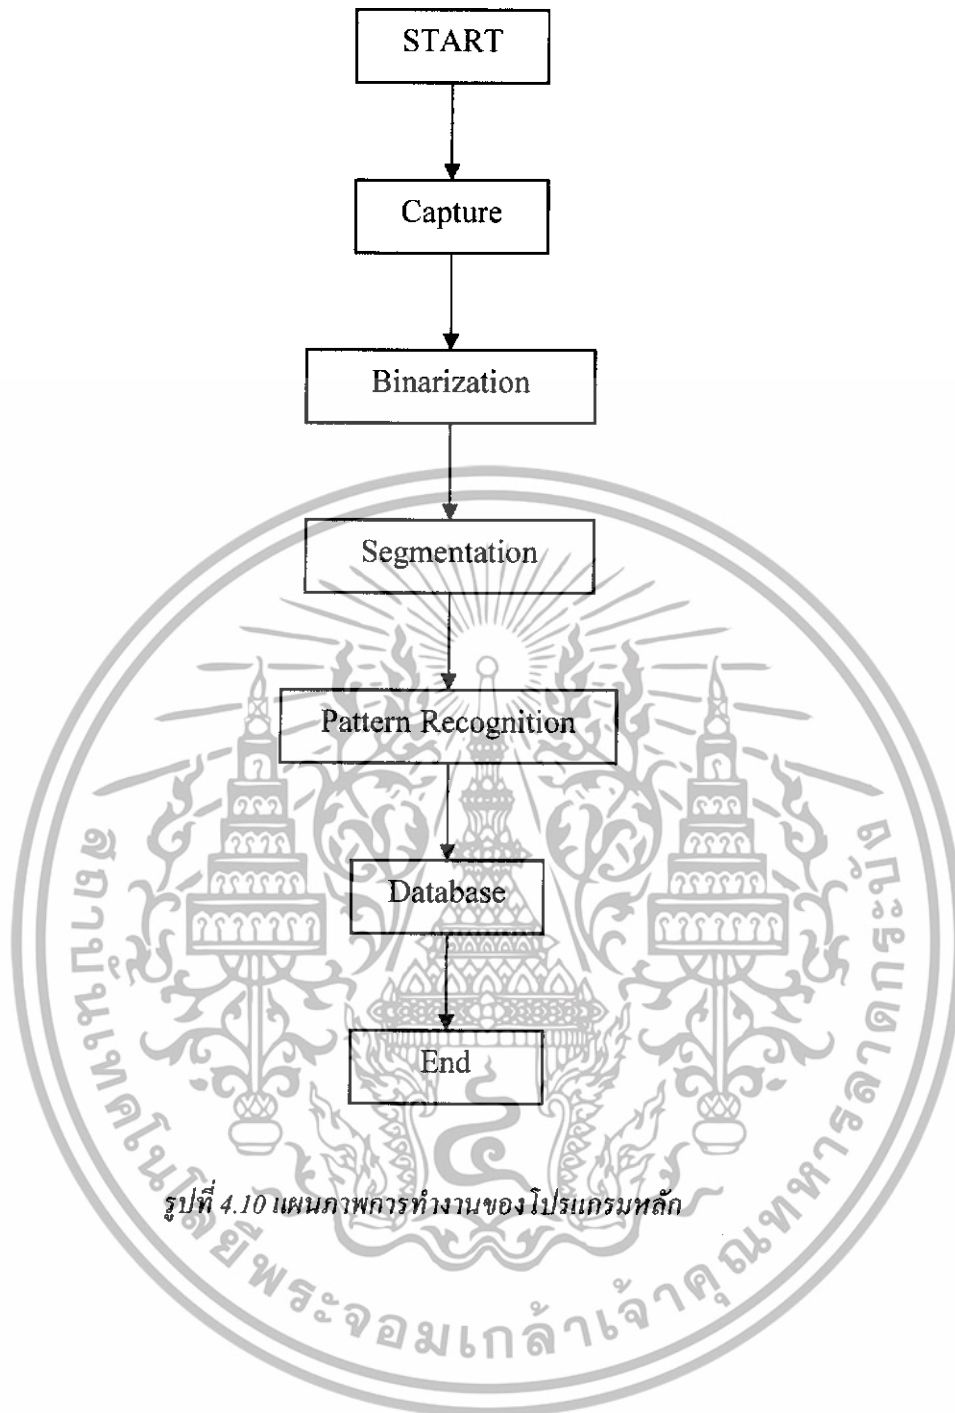 START
Capture
Binarization
Segmentation
Pattern Recognition
Database
End
รูปที่ 4.10 แผนภาพการทำงานของโปรแกรมหลัก
สถาบันเทคโนโลยีพระจอมเกล้าเจ้าคุณทหารลาดกระบัง